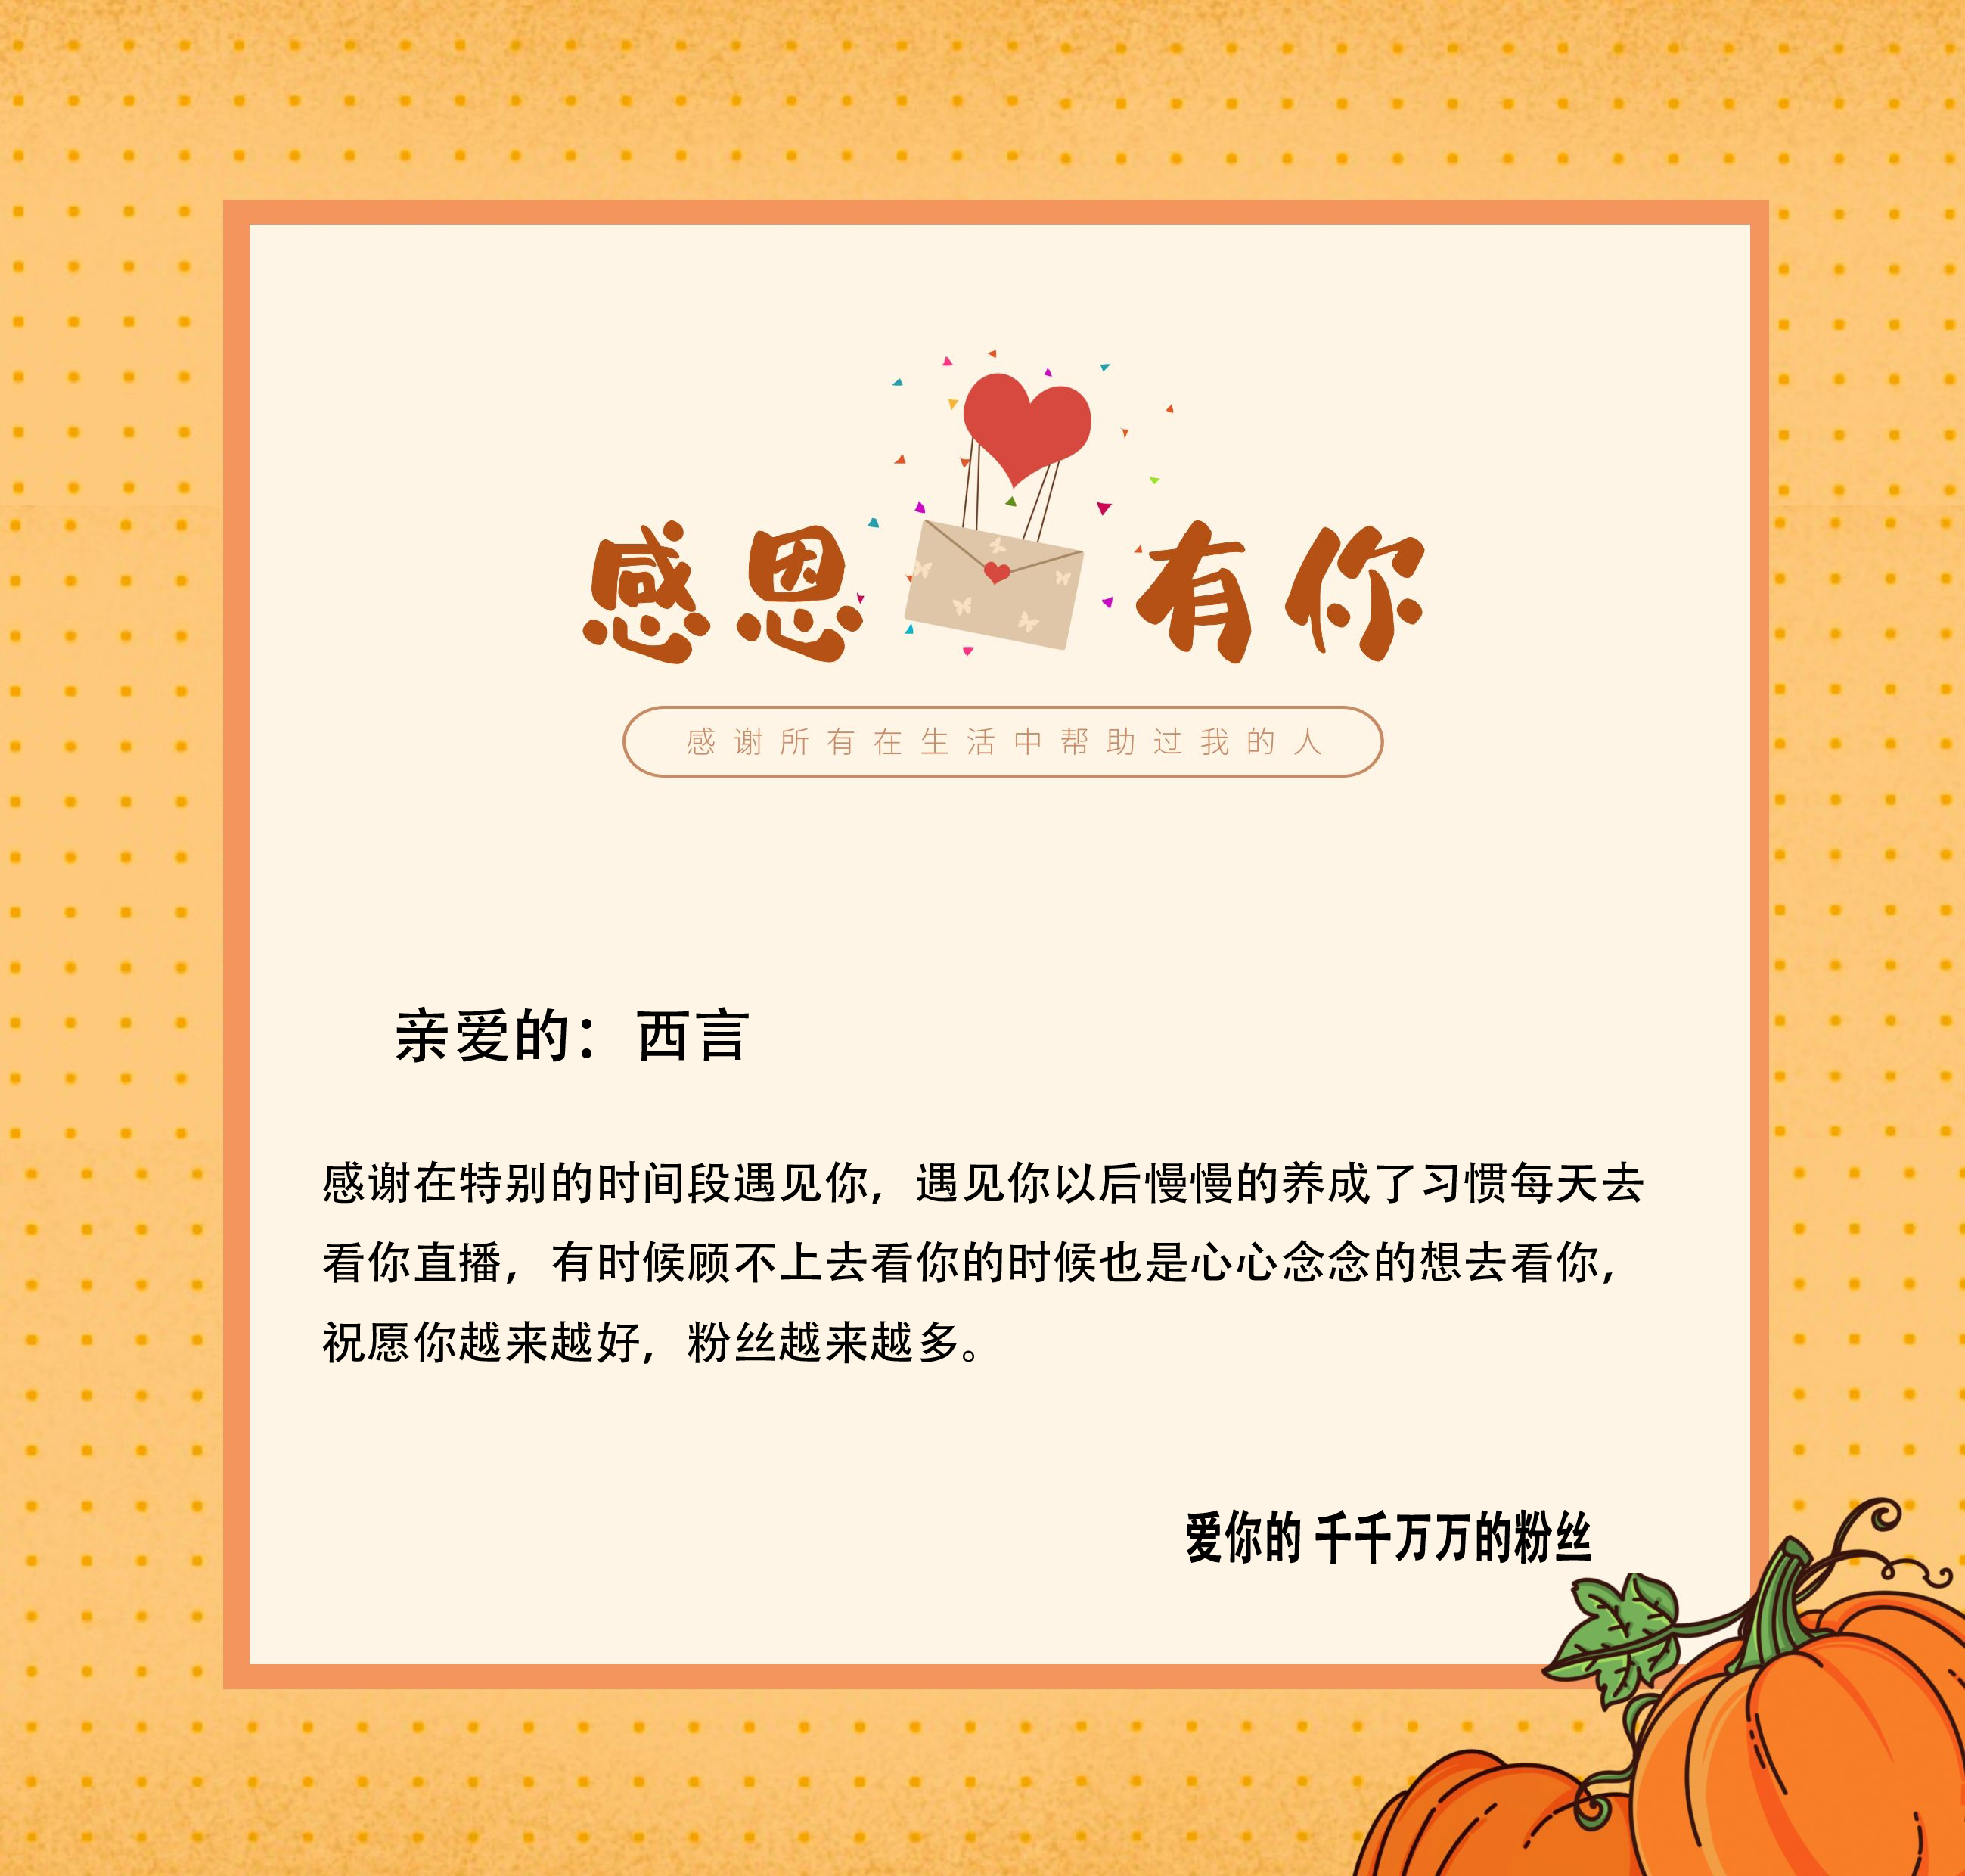 感恩有你
感谢所有在生活中帮助过我的人
亲爱的：西言
感谢在特别的时间段遇见你，遇见你以后慢慢的养成了习惯每天去
看你直播，有时候顾不上去看你的时候也是心心念念的想去看你，
祝愿你越来越好，粉丝越来越多。
爱你的 千千万万的粉丝